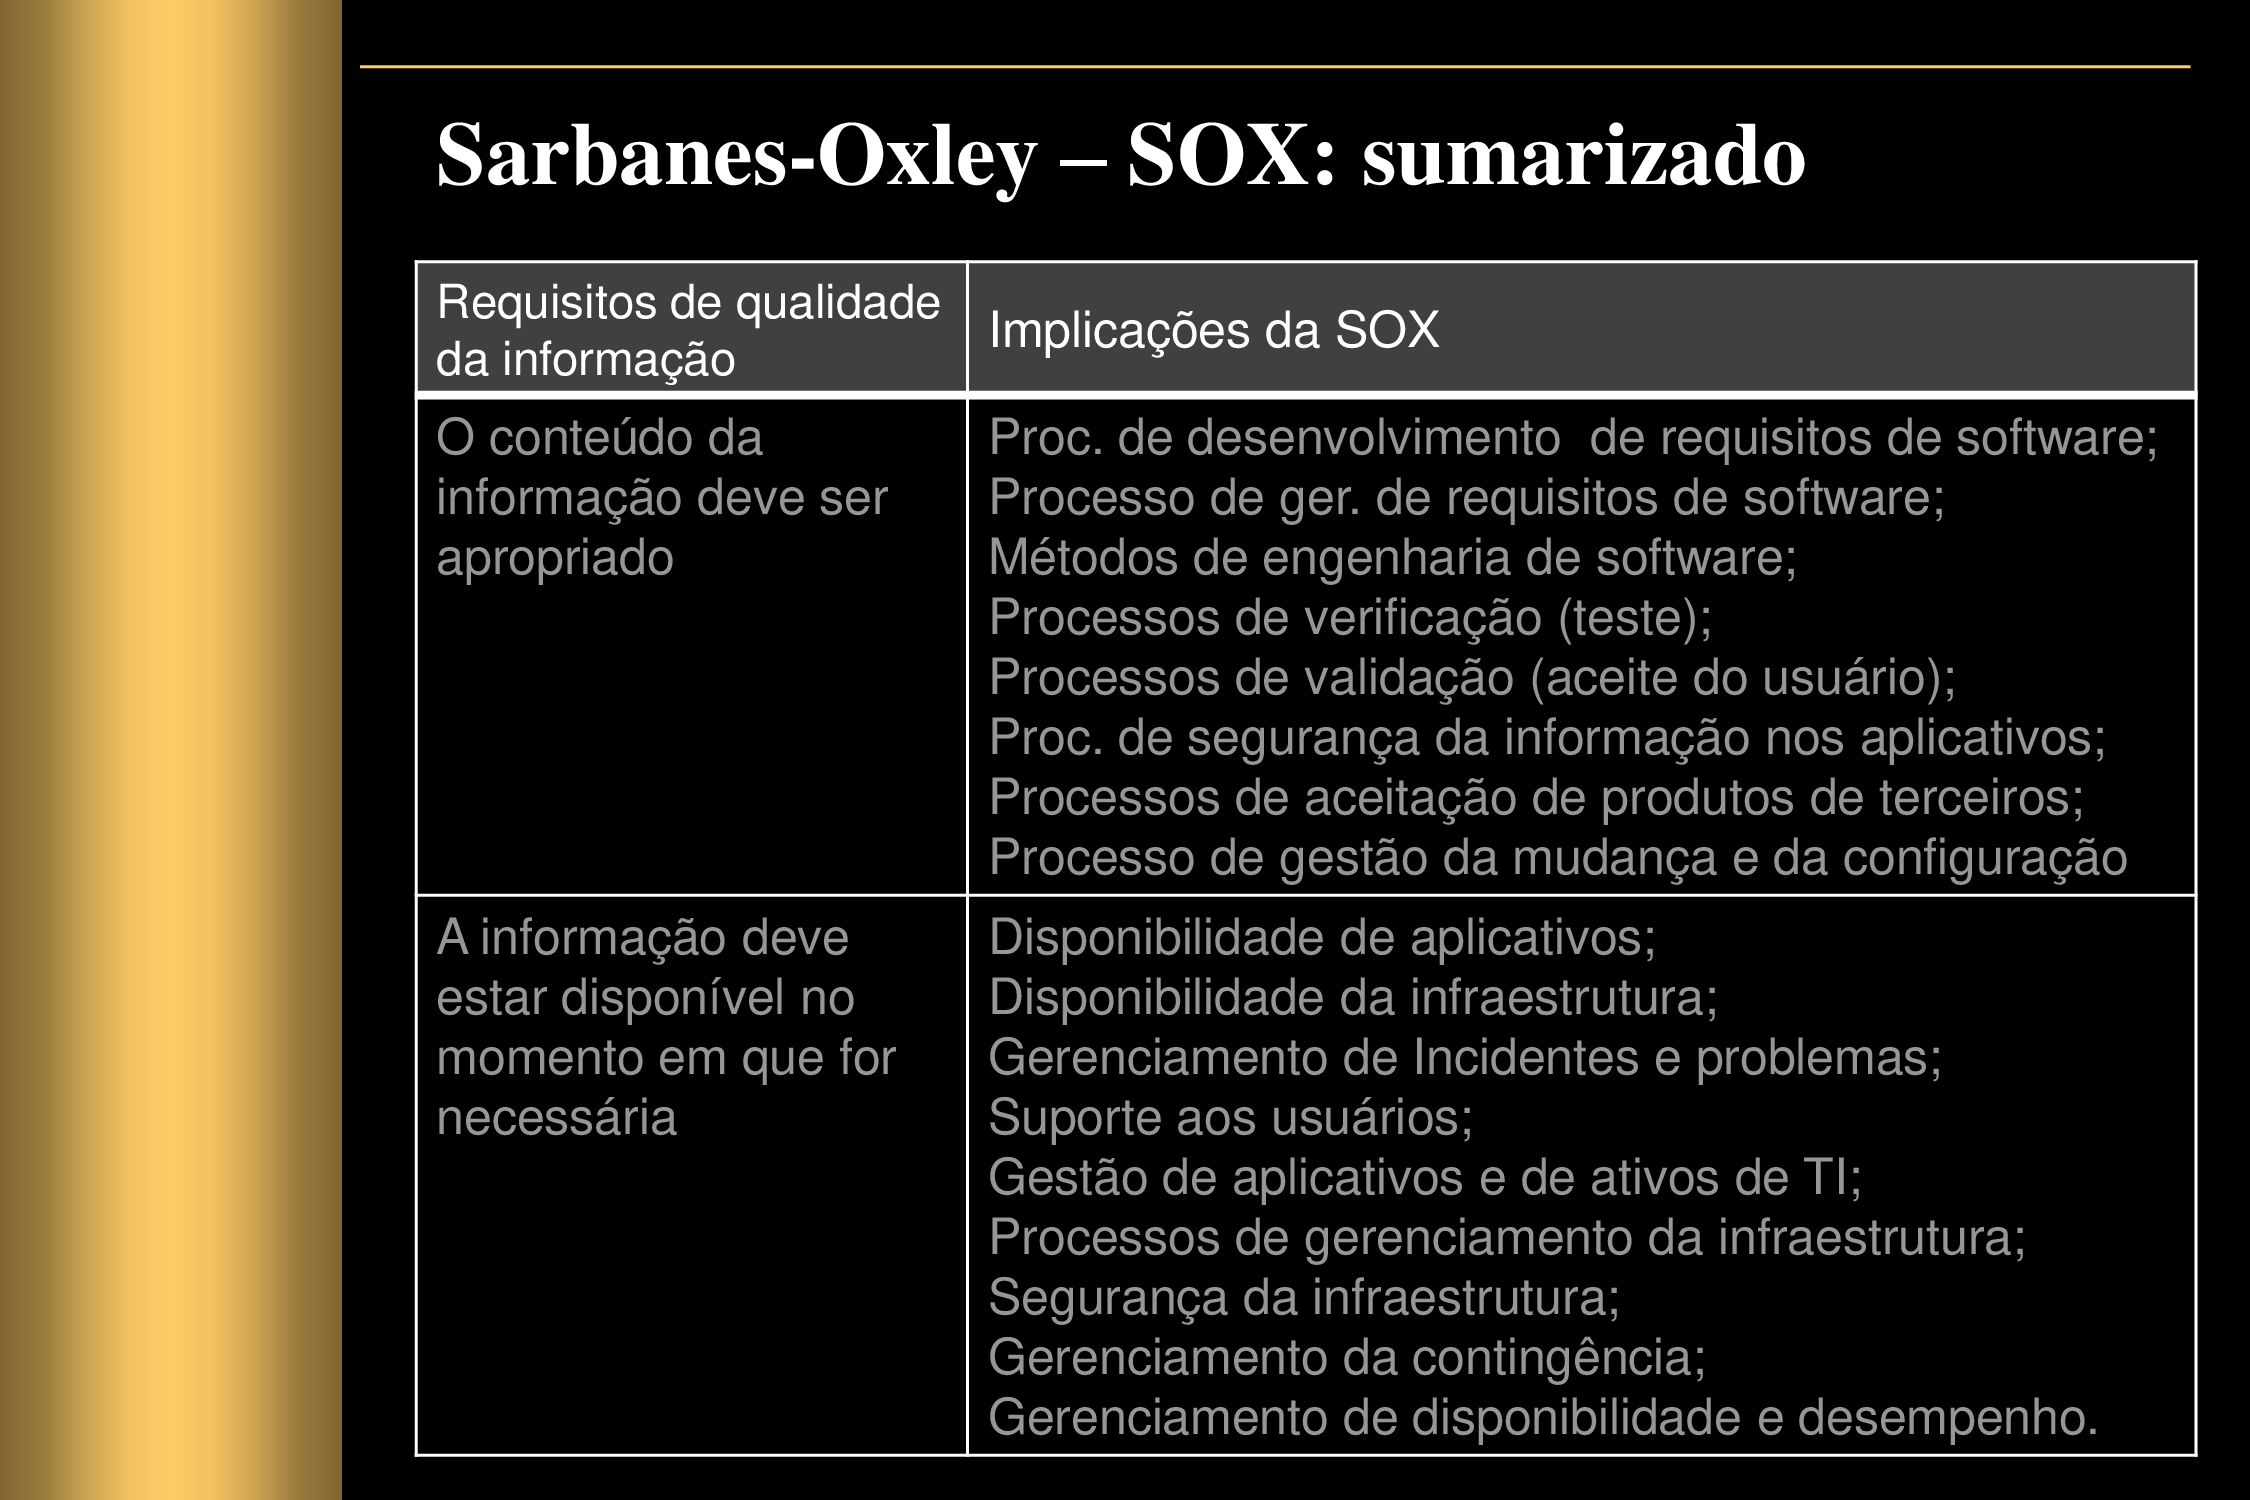 Sarbanes-Oxley – SOX: sumarizado
Requisitos de qualidade
da informação
Implicações da SOX
O conteúdo da
informação deve ser
apropriado
Proc. de desenvolvimento  de requisitos de software;
Processo de ger. de requisitos de software;
Métodos de engenharia de software;
Processos de verificação (teste);
Processos de validação (aceite do usuário);
Proc. de segurança da informação nos aplicativos;
Processos de aceitação de produtos de terceiros;
Processo de gestão da mudança e da configuração
A informação deve
estar disponível no
momento em que for
necessária
Disponibilidade de aplicativos;
Disponibilidade da infraestrutura;
Gerenciamento de Incidentes e problemas;
Suporte aos usuários;
Gestão de aplicativos e de ativos de TI;
Processos de gerenciamento da infraestrutura;
Segurança da infraestrutura;
Gerenciamento da contingência;
Gerenciamento de disponibilidade e desempenho.